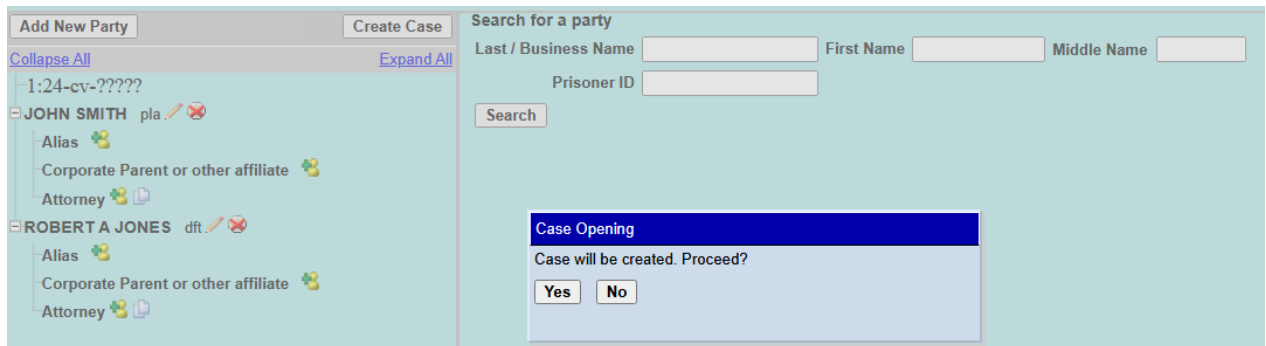 Add New Party Create Case
Collapse All Expand All
1:24-cv-?????
JOHN SMITH pla
Alias
Corporate Parent or other affiliate
Attorney
ROBERT A JONES dft
Alias
Corporate Parent or other affiliate
Attorney
Search for a party
Last / Business Name First Name Middle Name
Prisoner ID
Search
Case Opening
Case will be created. Proceed?
Yes No